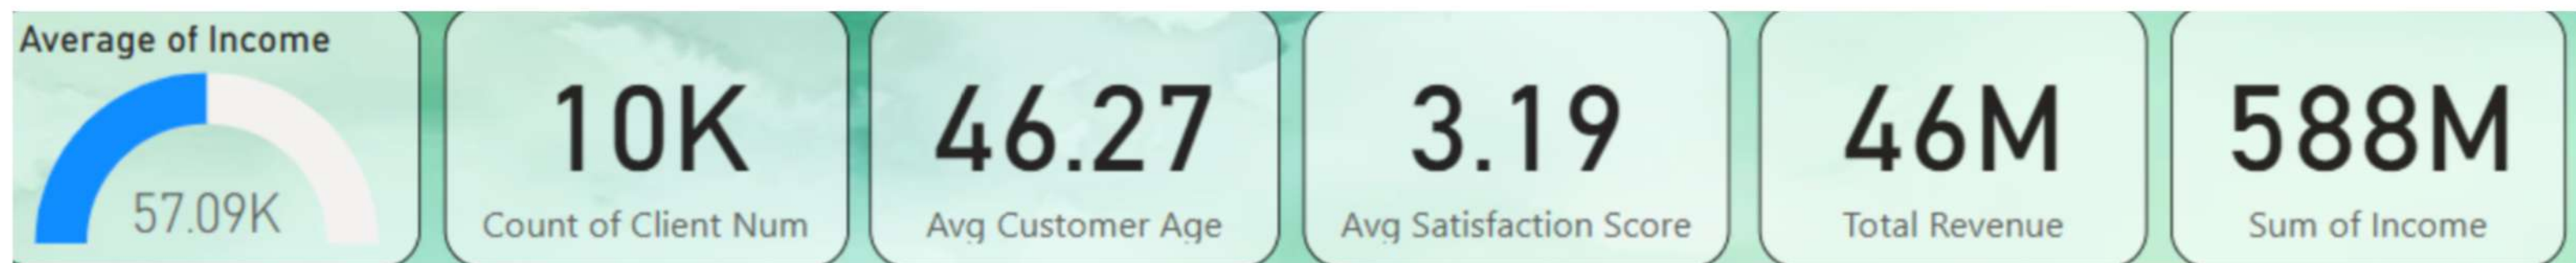 Average of Income
57.09K
10K
Count of Client Num
46.27
Avg Customer Age
3.19
Avg Satisfaction Score
46M
Total Revenue
588M
Sum of Income